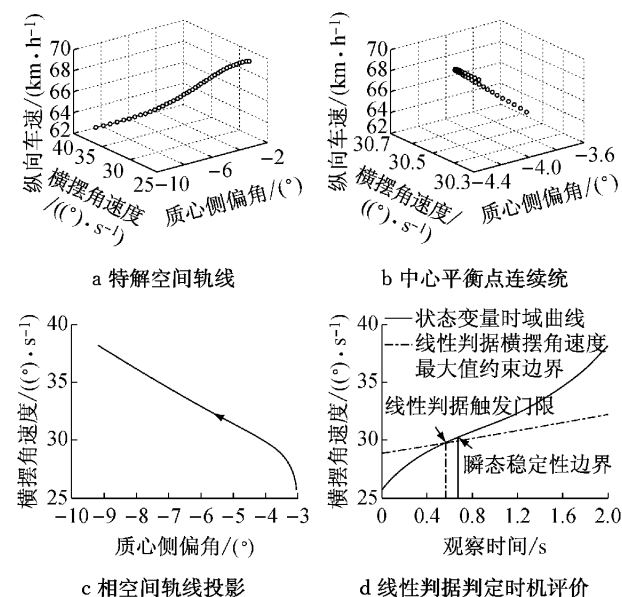 纵向车速/(km·h⁻¹)
70
68
66
64
62
40
35
30
25
-10
-6
-2
横摆角速度
/((°)·s⁻¹)
质心侧偏角/(°)
a 特解空间轨线
纵向车速/(km·h⁻¹)
70
68
66
64
62
30.7
30.5
30.3
-4.4
-4.0
-3.6
横摆角速度/
((°)·s⁻¹)
质心侧偏角/(°)
b 中心平衡点连续统
横摆角速度/((°)·s⁻¹)
40
35
30
25
-10 -9 -8 -7 -6 -5 -4 -3
质心侧偏角/(°)
c 相空间轨线投影
横摆角速度/((°)·s⁻¹)
40
35
30
25
状态变量时域曲线
线性判据横摆角速度
最大值约束边界
线性判据触发门限
瞬态稳定性边界
0 0.4 0.8 1.2 1.6 2.0
观察时间/s
d 线性判据判定时机评价